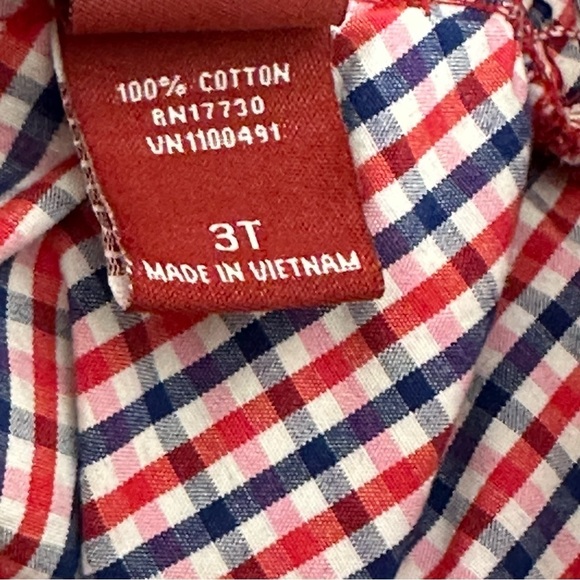 100% COTTON
RN17730
VN1100491
3T
MADE IN VIETNAM